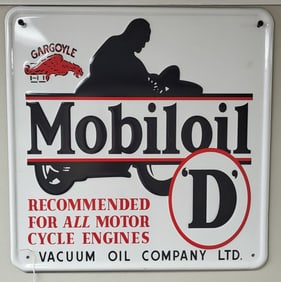 GARGOYLE
Mobiloil
'D'
RECOMMENDED
FOR ALL MOTOR
CYCLE ENGINES
VACUUM OIL COMPANY LTD.